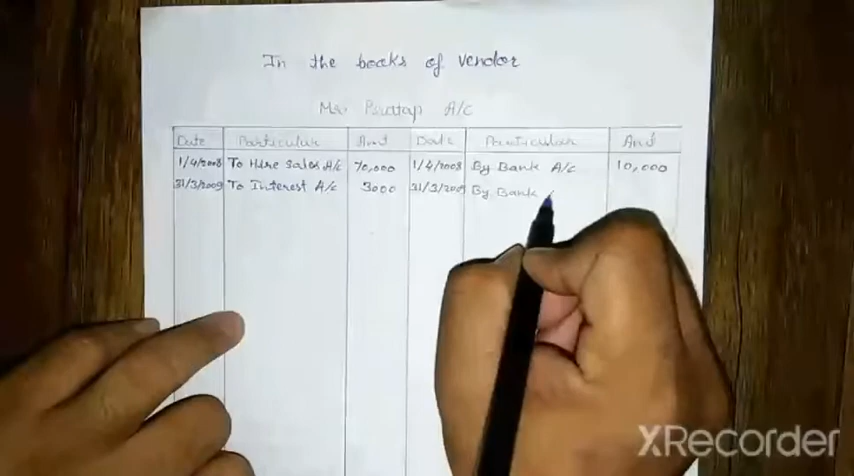 In the books of vendor
Mr. Pratap A/c
Date Particular Amt Date Particular Amt
1/4/2008 To Hire Sales A/c 70,000 1/4/2008 By Bank A/c 10,000
31/3/2009 To Interest A/c 3000 31/3/2009 By Bank
XRecorder